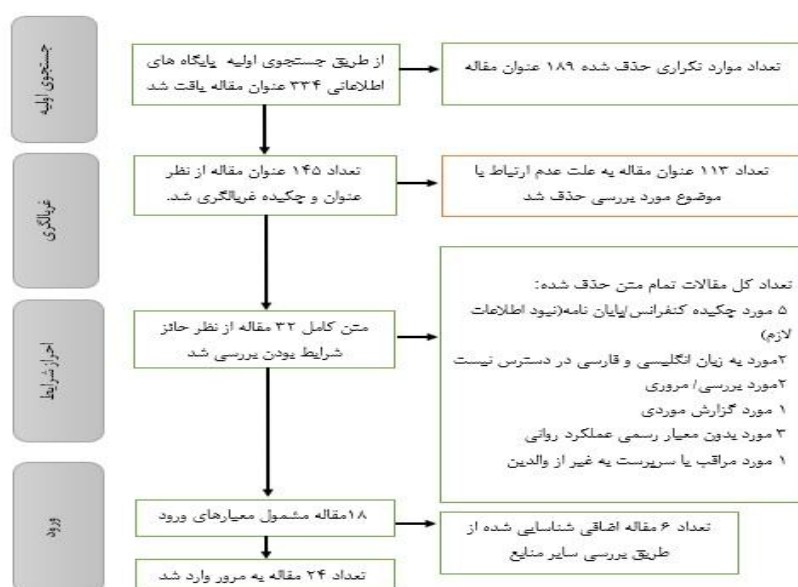 جستجوی اولیه
از طریق جستجوی اولیه پایگاه های
اطلاعاتی ۳۳۴ عنوان مقاله یافت شد
تعداد موارد تکراری حذف شده ۱۸۹ عنوان مقاله
غربالگری
تعداد ۱۴۵ عنوان مقاله از نظر
عنوان و چکیده غربالگری شد.
تعداد ۱۱۳ عنوان مقاله به علت عدم ارتباط با
موضوع مورد بررسی حذف شد
احراز شرایط
متن کامل ۳۲ مقاله از نظر حائز
شرایط بودن بررسی شد
تعداد کل مقالات تمام متن حذف شده:
۵ مورد چکیده کنفرانس/پایان نامه(نبود اطلاعات
لازم)
۲مورد به زبان انگلیسی و فارسی در دسترس نیست
۲مورد بررسی/ مروری
۱ مورد گزارش موردی
۳ مورد بدون معیار رسمی عملکرد روانی
۱ مورد مراقب یا سرپرست به غیر از والدین
ورود
۱۸مقاله مشمول معیارهای ورود
تعداد ۶ مقاله اضافی شناسایی شده از
طریق بررسی سایر منابع
تعداد ۲۴ مقاله به مرور وارد شد